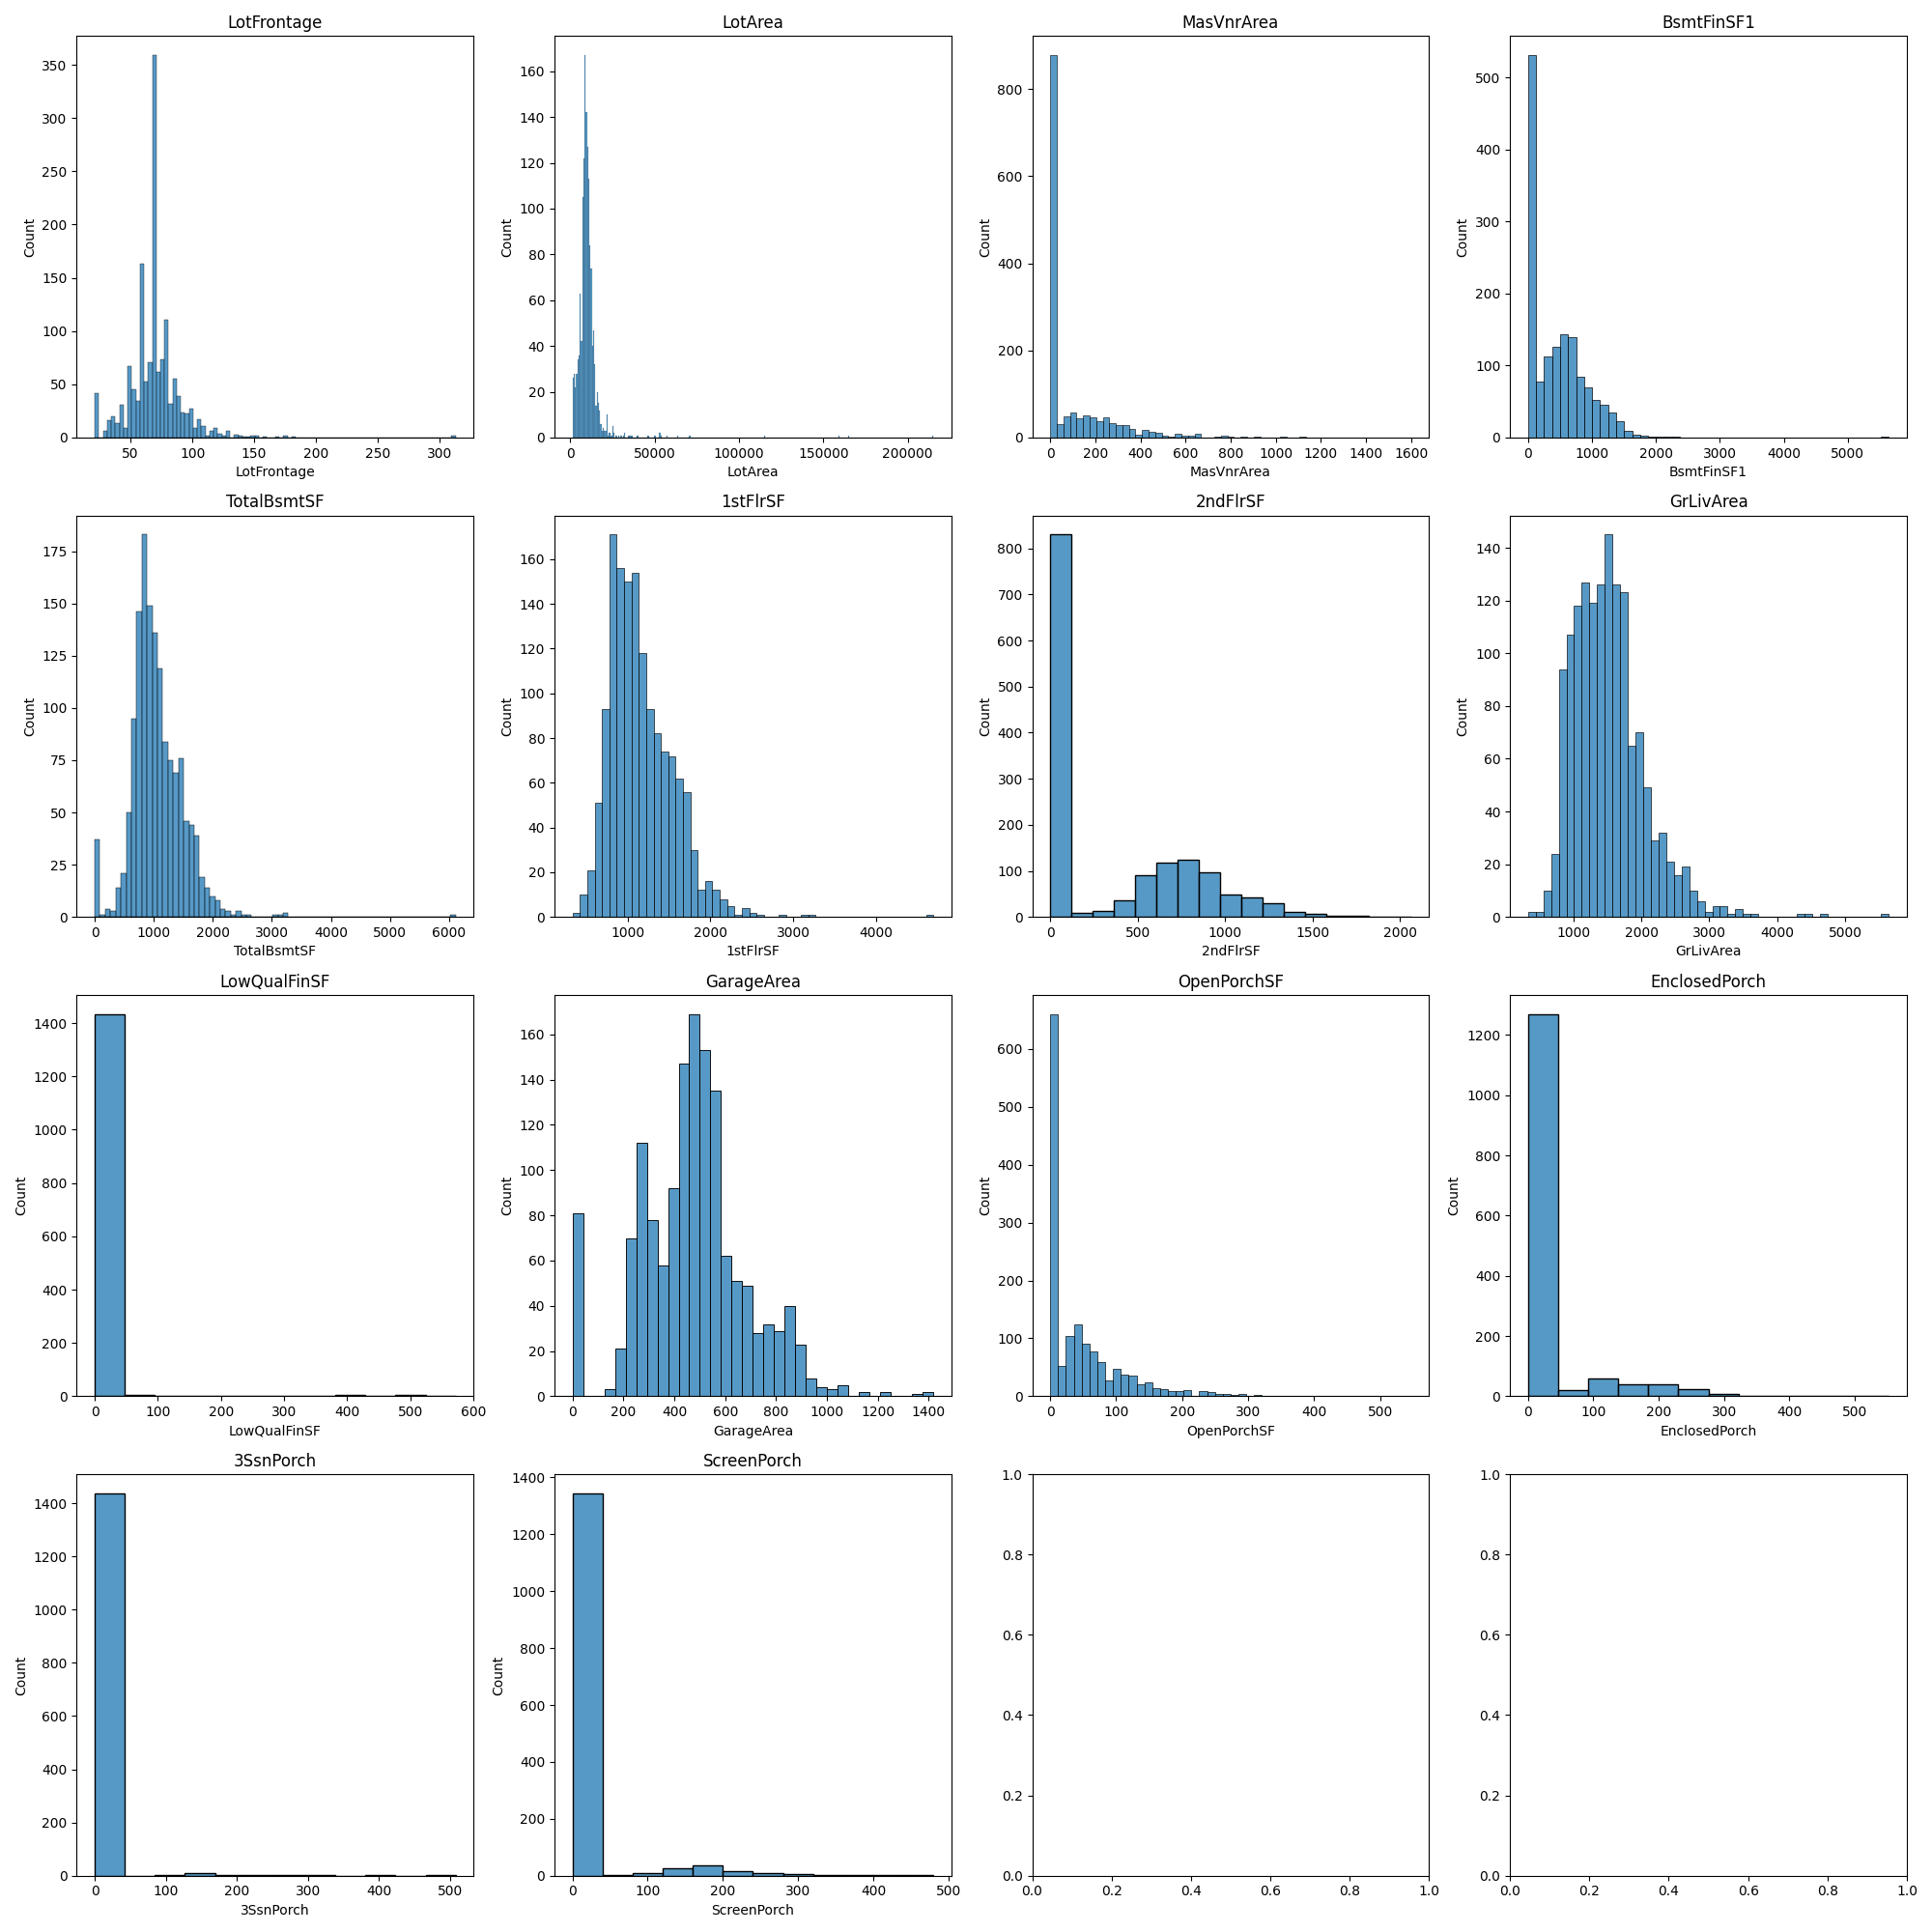 LotFrontage
350
300
250
200
150
100
50
0
Count
50 100 150 200 250 300
LotFrontage
LotArea
160
140
120
100
80
60
40
20
0
Count
0 50000 100000 150000 200000
LotArea
MasVnrArea
800
600
400
200
0
Count
0 200 400 600 800 1000 1200 1400 1600
MasVnrArea
BsmtFinSF1
500
400
300
200
100
0
Count
0 1000 2000 3000 4000 5000
BsmtFinSF1
TotalBsmtSF
175
150
125
100
75
50
25
0
Count
0 1000 2000 3000 4000 5000 6000
TotalBsmtSF
1stFlrSF
160
140
120
100
80
60
40
20
0
Count
1000 2000 3000 4000
1stFlrSF
2ndFlrSF
800
700
600
500
400
300
200
100
0
Count
0 500 1000 1500 2000
2ndFlrSF
GrLivArea
140
120
100
80
60
40
20
0
Count
1000 2000 3000 4000 5000
GrLivArea
LowQualFinSF
1400
1200
1000
800
600
400
200
0
Count
0 100 200 300 400 500 600
LowQualFinSF
GarageArea
160
140
120
100
80
60
40
20
0
Count
0 200 400 600 800 1000 1200 1400
GarageArea
OpenPorchSF
600
500
400
300
200
100
0
Count
0 100 200 300 400 500
OpenPorchSF
EnclosedPorch
1200
1000
800
600
400
200
0
Count
0 100 200 300 400 500
EnclosedPorch
3SsnPorch
1400
1200
1000
800
600
400
200
0
Count
0 100 200 300 400 500
3SsnPorch
ScreenPorch
1400
1200
1000
800
600
400
200
0
Count
0 100 200 300 400 500
ScreenPorch
1.0
0.8
0.6
0.4
0.2
0.0
0.0 0.2 0.4 0.6 0.8 1.0
1.0
0.8
0.6
0.4
0.2
0.0
0.0 0.2 0.4 0.6 0.8 1.0